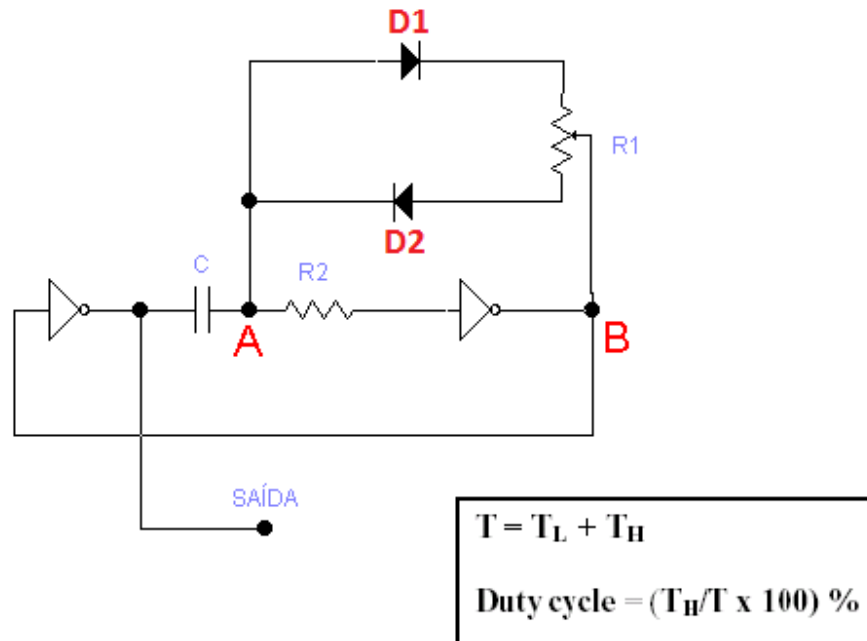 D1
R1
D2
C
R2
A
B
SAÍDA
T = TL + TH
Duty cycle = (TH/T x 100) %